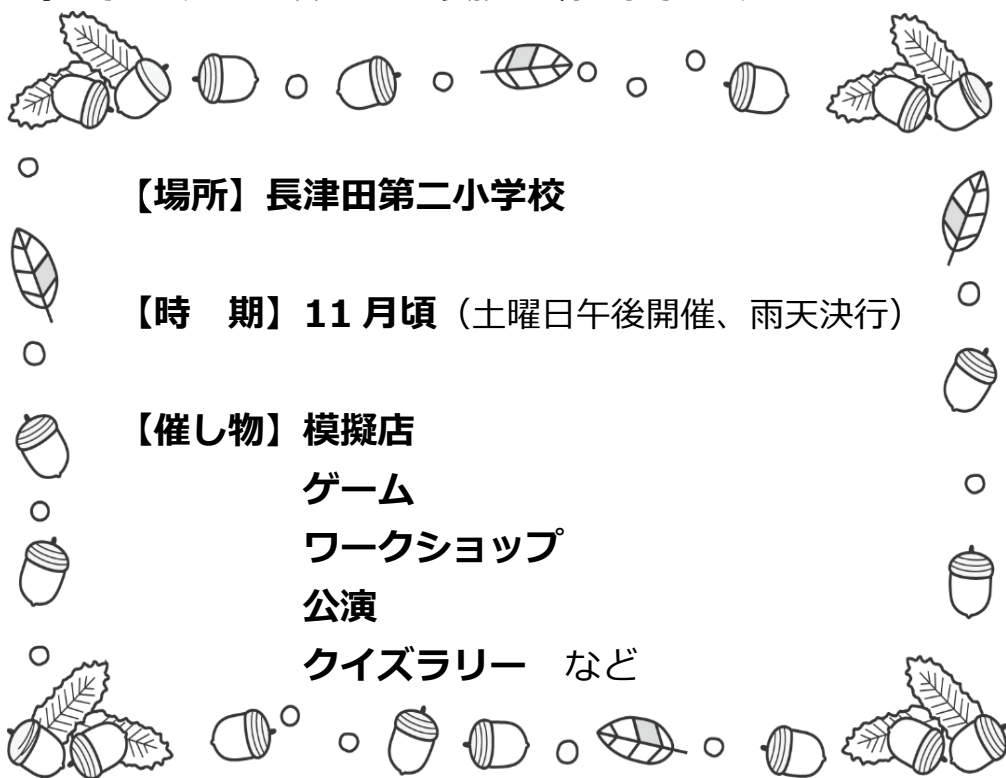 【場所】長津田第二小学校
【時　期】11 月頃（土曜日午後開催、雨天決行）
【催し物】模擬店
ゲーム
ワークショップ
公演
クイズラリー　など